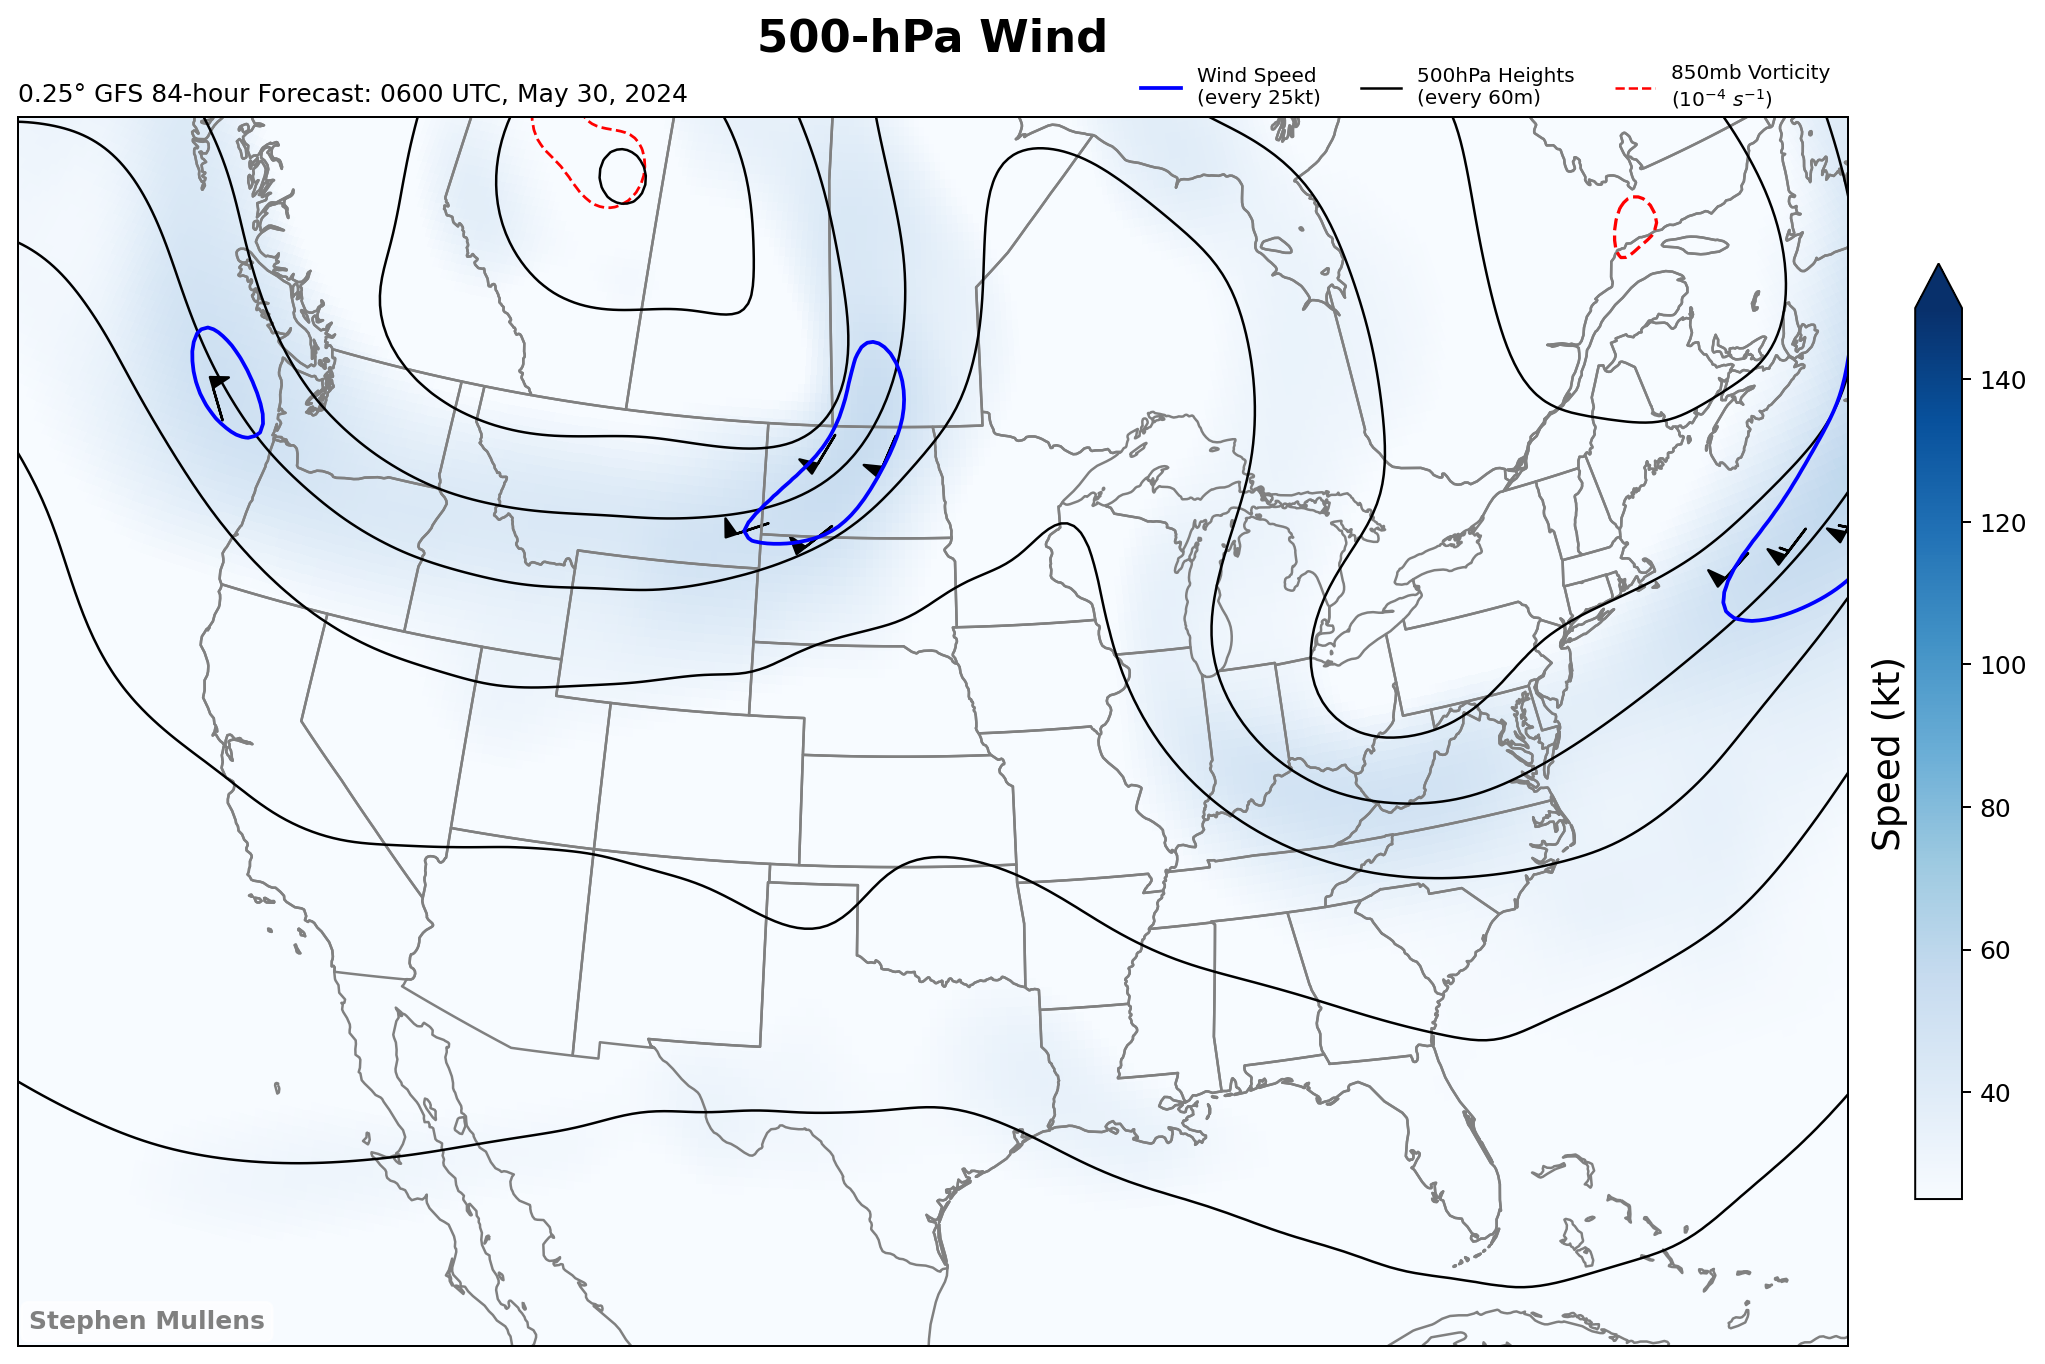 500-hPa Wind
0.25° GFS 84-hour Forecast: 0600 UTC, May 30, 2024
Wind Speed
(every 25kt)
500hPa Heights
(every 60m)
850mb Vorticity
(10⁻⁴ s⁻¹)
140
120
100
80
60
40
Speed (kt)
Stephen Mullens